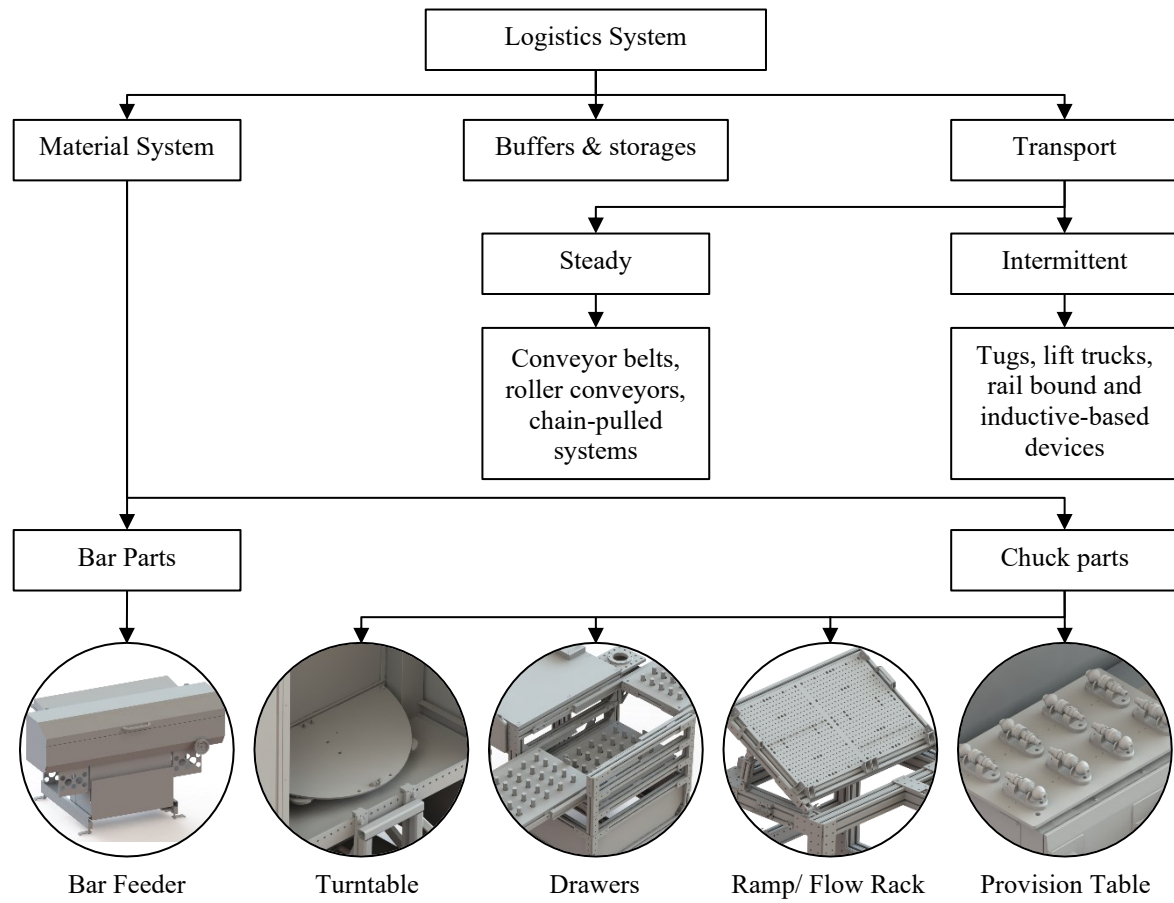 Logistics System
Material System
Buffers & storages
Transport
Steady
Intermittent
Conveyor belts,
roller conveyors,
chain-pulled
systems
Tugs, lift trucks,
rail bound and
inductive-based
devices
Bar Parts
Chuck parts
Bar Feeder
Turntable
Drawers
Ramp/ Flow Rack
Provision Table